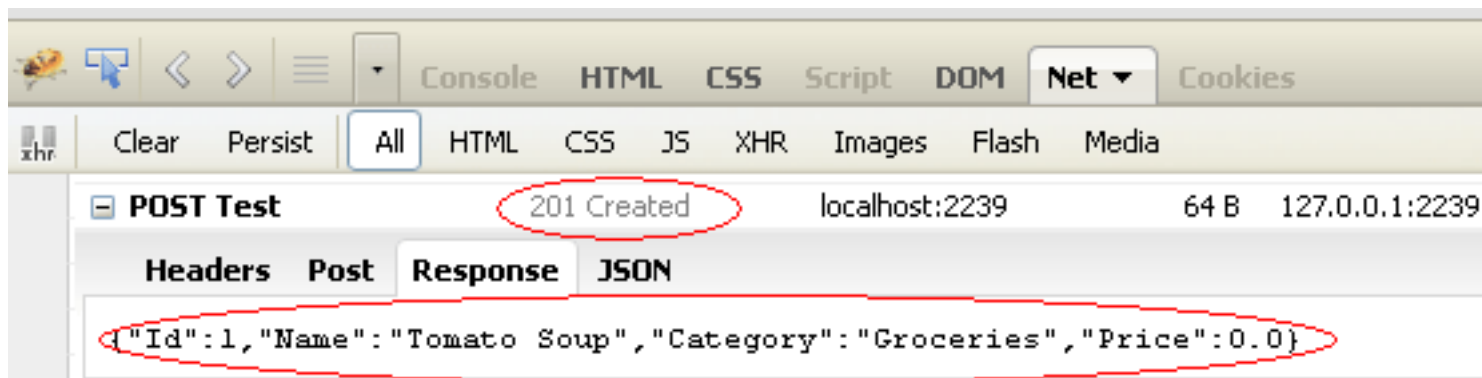 Console HTML CSS Script DOM Net Cookies
xhr Clear Persist All HTML CSS JS XHR Images Flash Media
POST Test 201 Created localhost:2239 64 B 127.0.0.1:2239
Headers Post Response JSON
{"Id":1,"Name":"Tomato Soup","Category":"Groceries","Price":0.0}